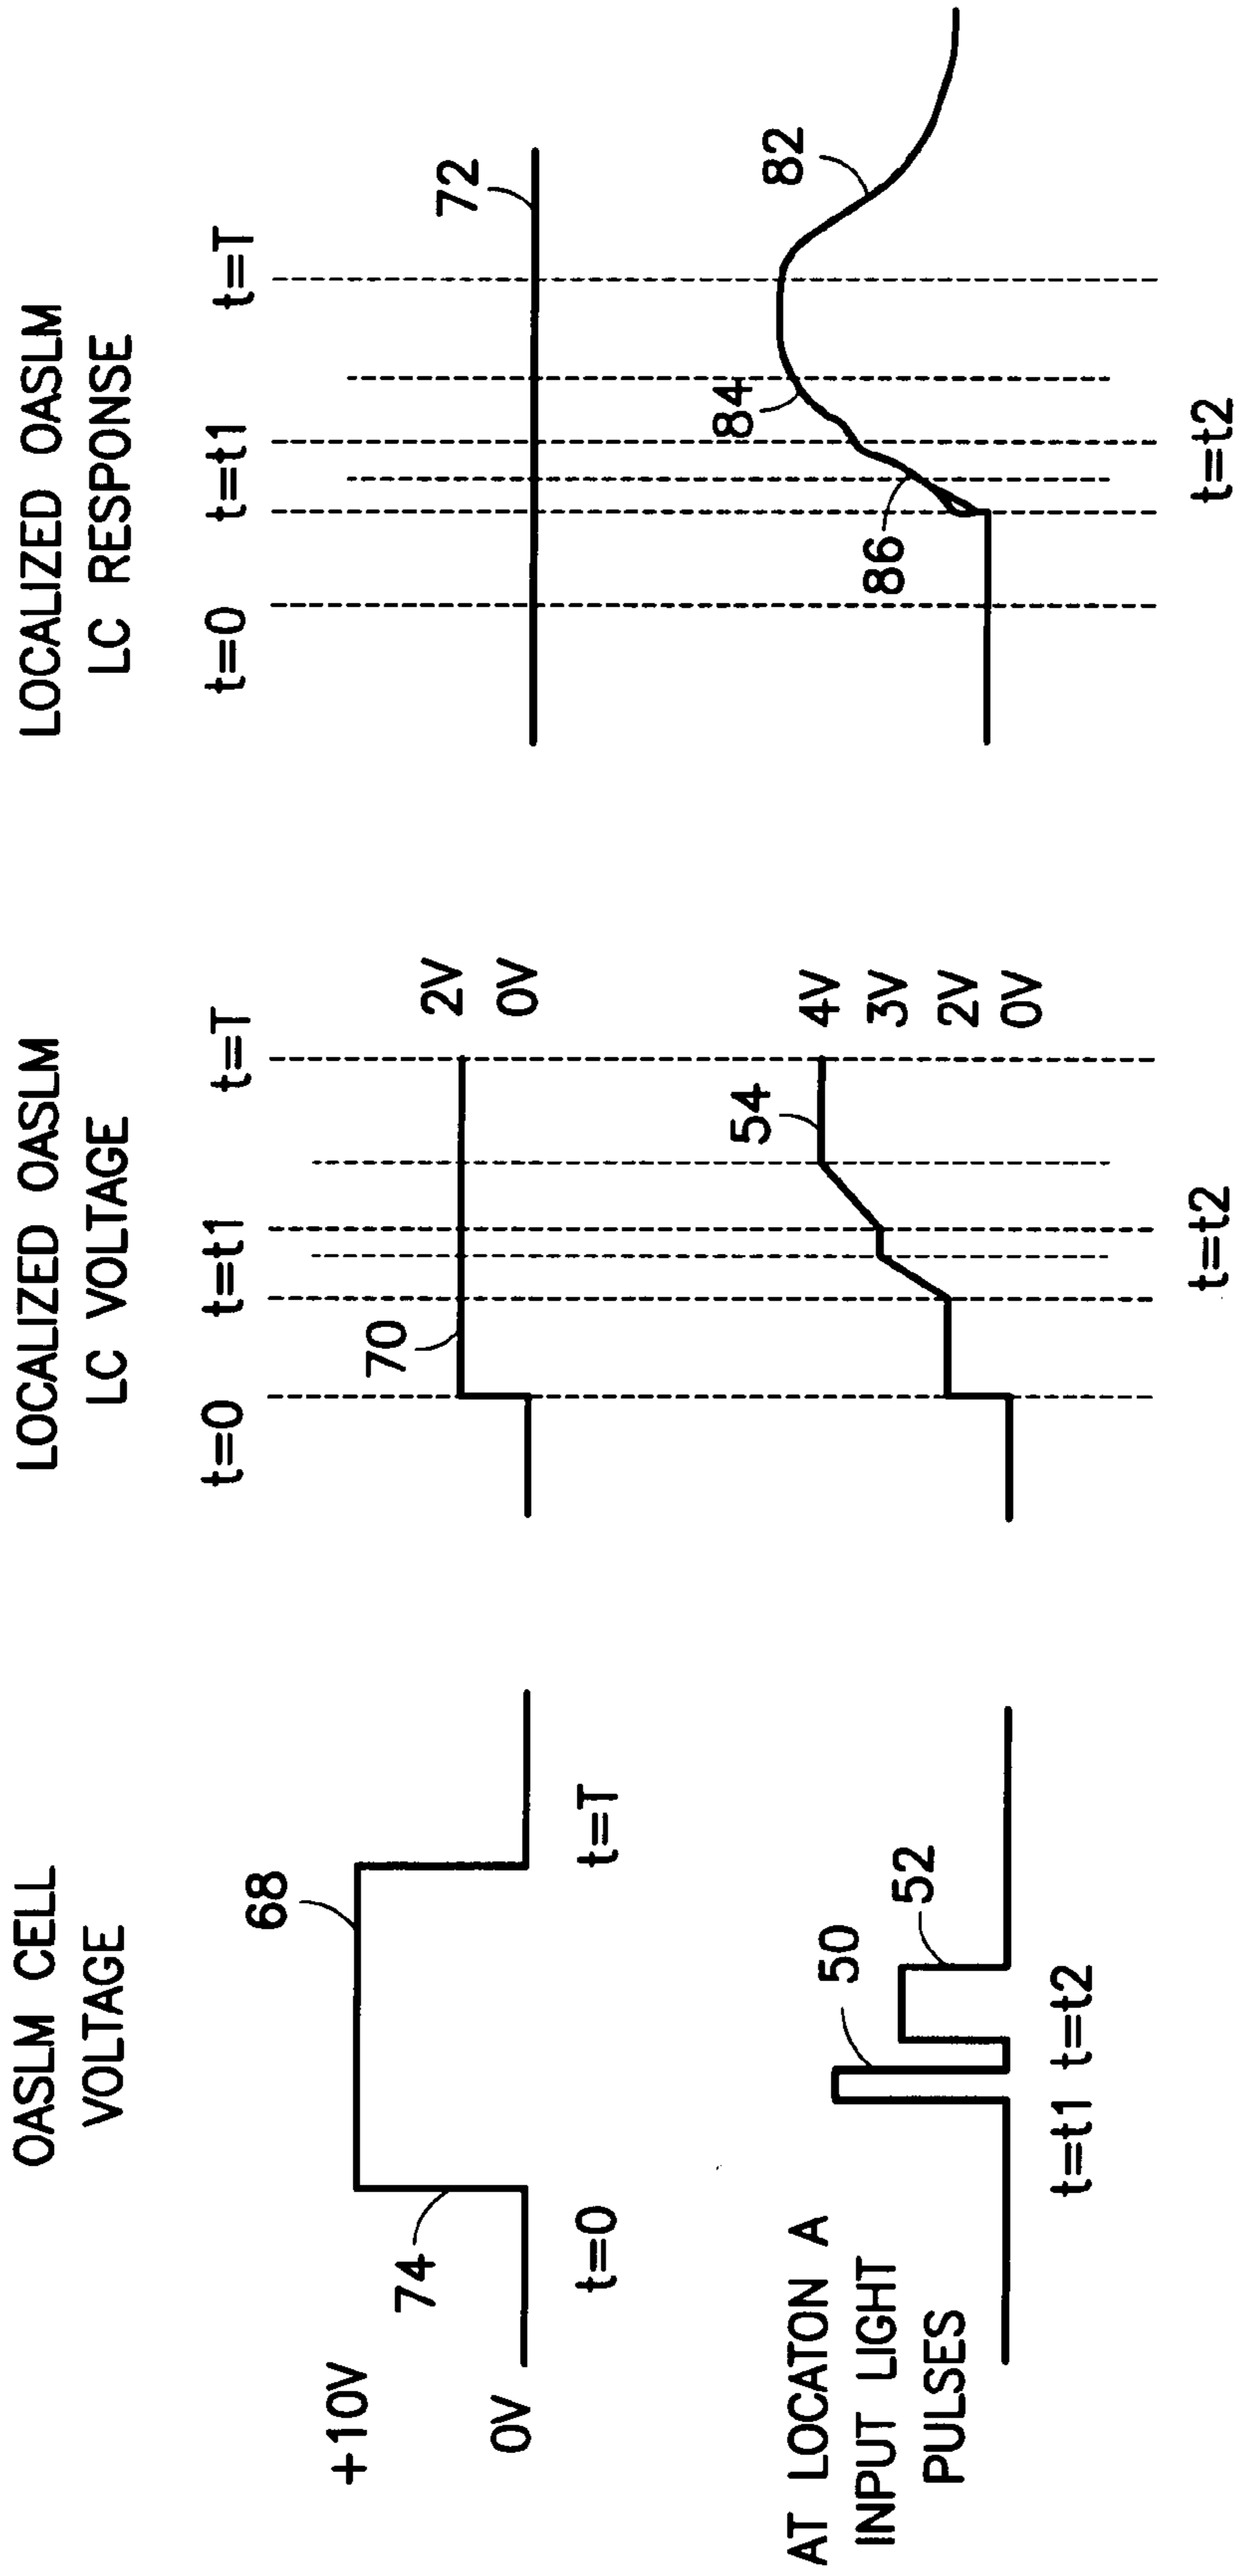 OASLM CELL
VOLTAGE
+10V
0V
74
68
t=0
t=T
AT LOCATON A
INPUT LIGHT
PULSES
50
52
t=t1
t=t2
LOCALIZED OASLM
LC VOLTAGE
t=0
t=t1
t=T
70
2V
0V
54
4V
3V
2V
0V
t=t2
LOCALIZED OASLM
LC RESPONSE
t=0
t=t1
t=T
72
82
84
86
t=t2